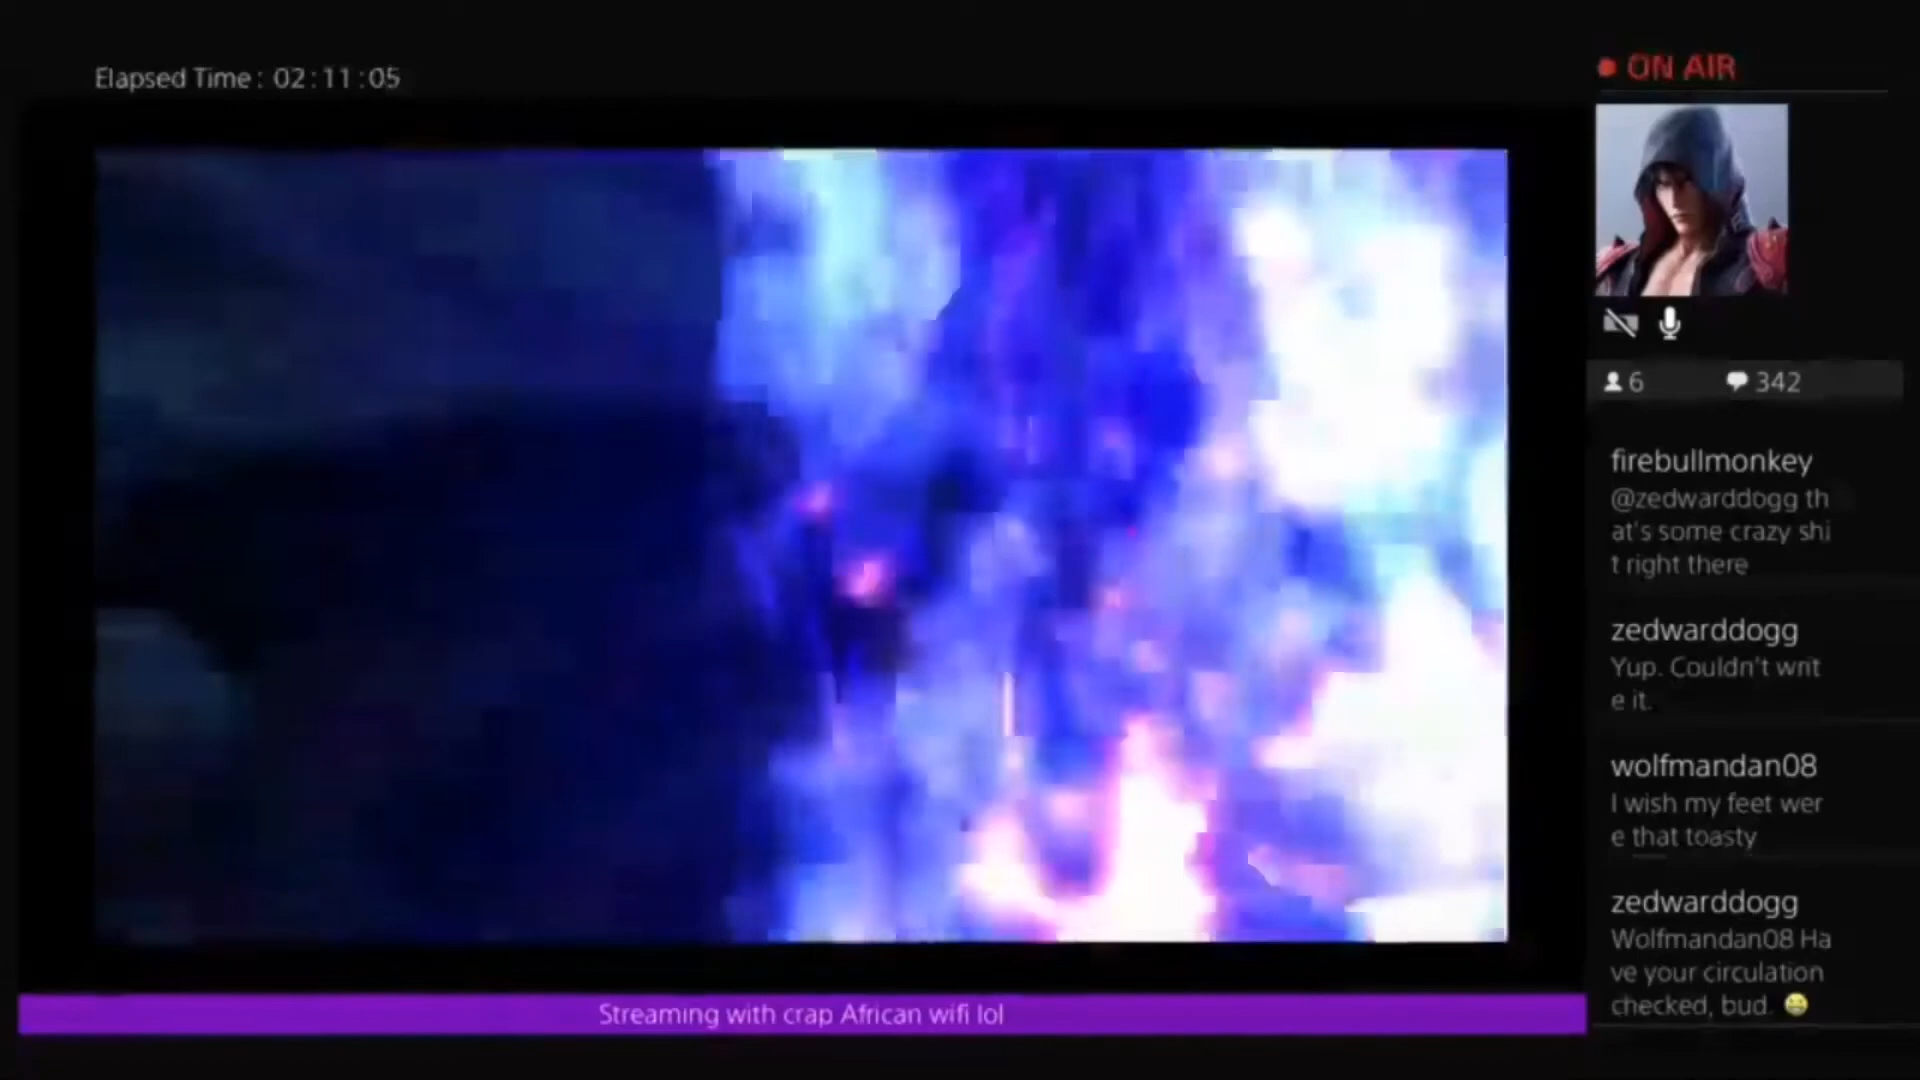 Elapsed Time: 02:11:05
ON AIR
6 342
firebullmonkey
@zedwarddogg th
at's some crazy shi
t right there
zedwarddogg
Yup. Couldn't writ
e it.
wolfmandan08
I wish my feet wer
e that toasty
zedwarddogg
Wolfmandan08 Ha
ve your circulation
checked, bud. 🙂
Streaming with crap African wifi lol